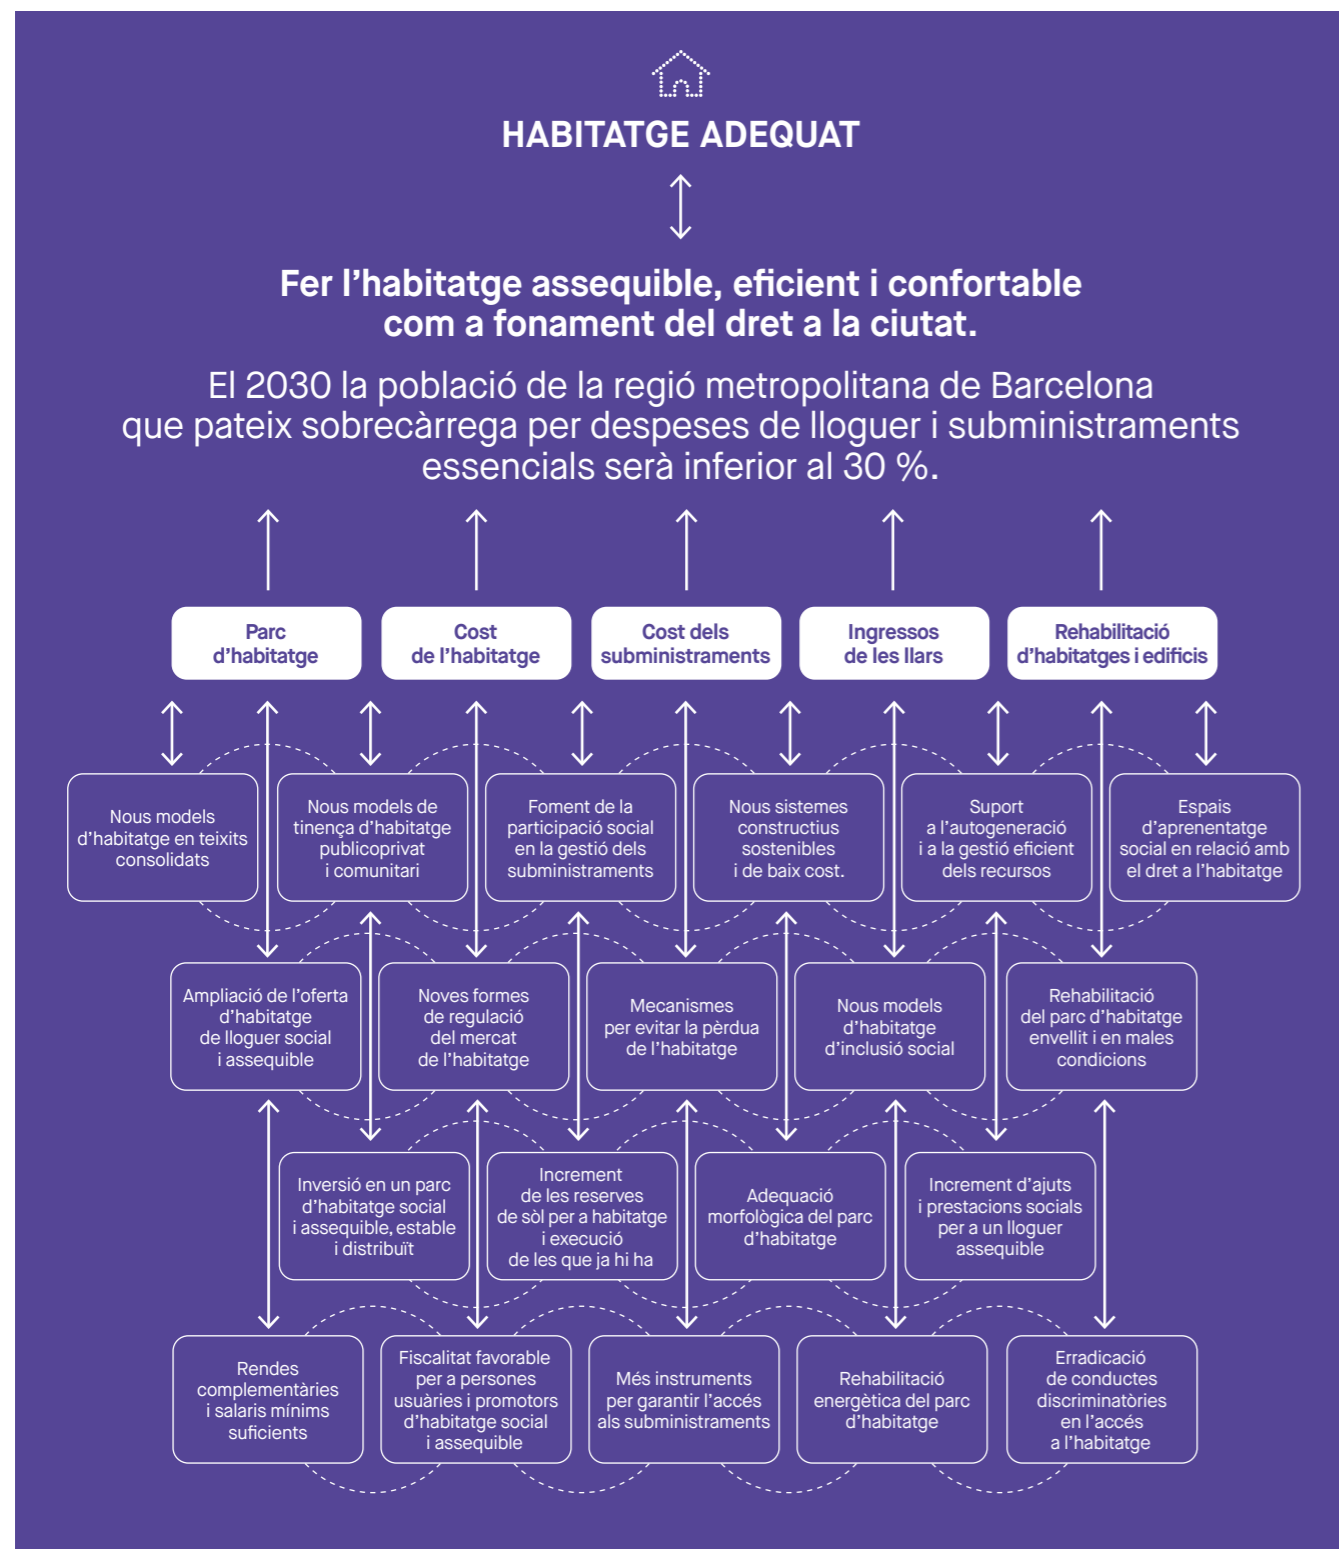 HABITATGE ADEQUAT
Fer l’habitatge assequible, eficient i confortable
com a fonament del dret a la ciutat.
El 2030 la població de la regió metropolitana de Barcelona
que pateix sobrecàrrega per despeses de lloguer i subministraments
essencials serà inferior al 30 %.
Parc
d’habitatge
Cost
de l’habitatge
Cost dels
subministraments
Ingressos
de les llars
Rehabilitació
d’habitatges i edificis
Nous models
d’habitatge en teixits
consolidats
Nous models de
tinença d’habitatge
publicoprivat
i comunitari
Foment de la
participació social
en la gestió dels
subministraments
Nous sistemes
constructius
sostenibles
i de baix cost.
Suport
a l’autogeneració
i a la gestió eficient
dels recursos
Espais
d’aprenentatge
social en relació amb
el dret a l’habitatge
Ampliació de l’oferta
d’habitatge
de lloguer social
i assequible
Noves formes
de regulació
del mercat
de l’habitatge
Mecanismes
per evitar la pèrdua
de l’habitatge
Nous models
d’habitatge
d’inclusió social
Rehabilitació
del parc d’habitatge
envellit i en males
condicions
Inversió en un parc
d’habitatge social
i assequible, estable
i distribuït
Increment
de les reserves
de sòl per a habitatge
i execució
de les que ja hi ha
Adequació
morfològica del parc
d’habitatge
Increment d’ajuts
i prestacions socials
per a un lloguer
assequible
Rendes
complementàries
i salaris mínims
suficients
Fiscalitat favorable
per a persones
usuàries i promotors
d’habitatge social
i assequible
Més instruments
per garantir l’accés
als subministraments
Rehabilitació
energètica del parc
d’habitatge
Erradicació
de conductes
discriminatòries
en l’accés
a l’habitatge